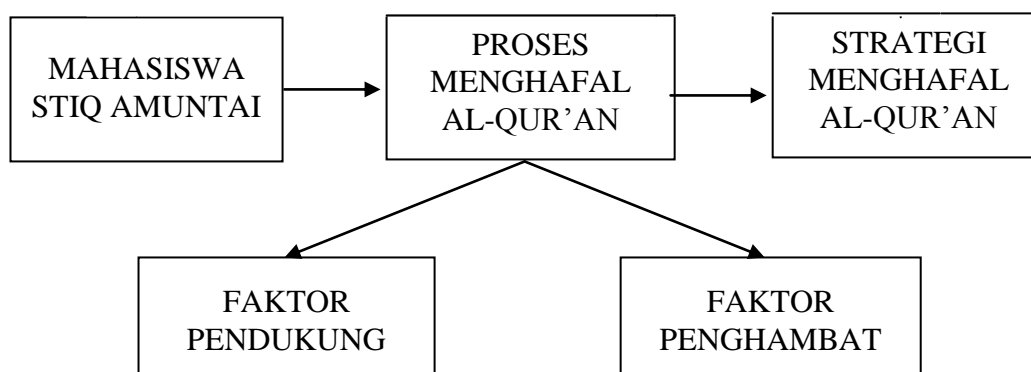 MAHASISWA
STIQ AMUNTAI
PROSES
MENGHAFAL
AL-QUR’AN
STRATEGI
MENGHAFAL
AL-QUR’AN
FAKTOR
PENDUKUNG
FAKTOR
PENGHAMBAT